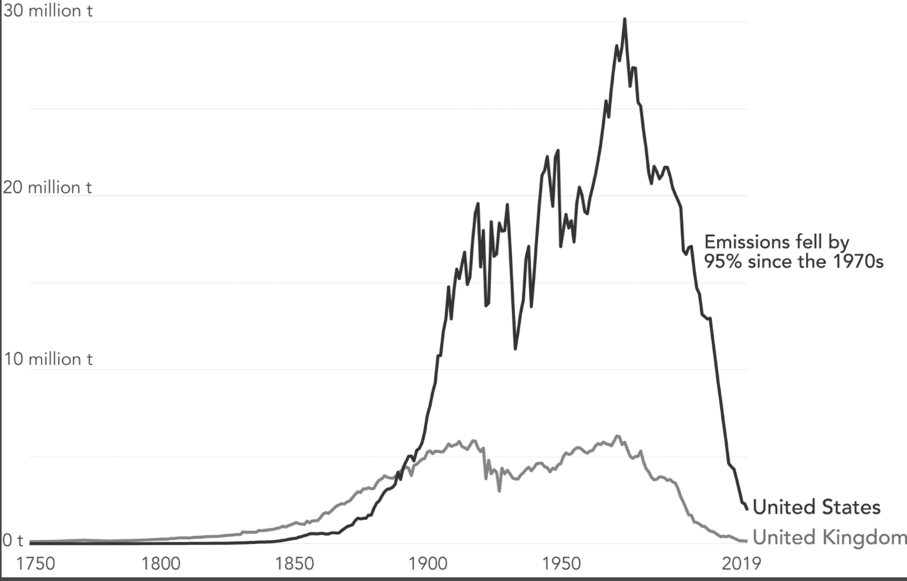 30 million t
20 million t
Emissions fell by
95% since the 1970s
10 million t
United States
United Kingdom
0 t
1750 1800 1850 1900 1950 2019